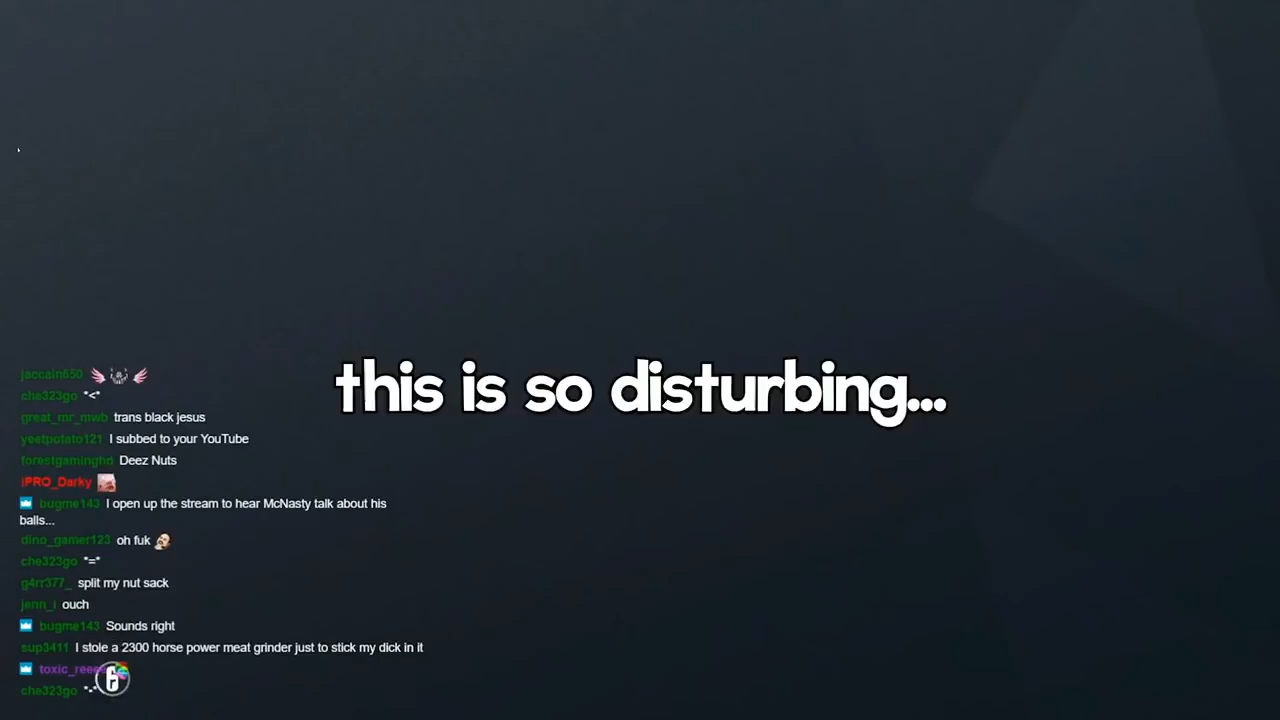 this is so disturbing...
jaccain650
che323go *<*
great_mr_mwb trans black jesus
yeetpotato121 I subbed to your YouTube
forestgaminghd Deez Nuts
iPRO_Darky
bugme143 I open up the stream to hear McNasty talk about his
balls...
dino_gamer123 oh fuk
che323go *=*
g4rr377_ split my nut sack
jenn_i ouch
bugme143 Sounds right
sup3411 I stole a 2300 horse power meat grinder just to stick my dick in it
che323go